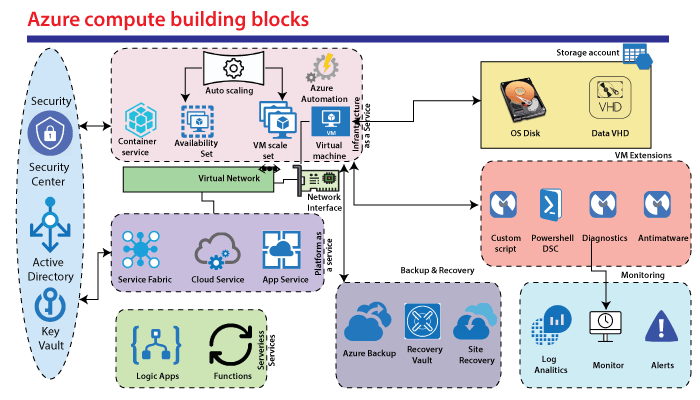 Azure compute building blocks
Storage account
Security
Security
Center
Active
Directory
Key
Vault
Auto scaling
Azure
Automation
Container
service
Availability
Set
VM scale
set
VM
Virtual
machine
Infrastructure
as a Service
OS Disk
VHD
Data VHD
Virtual Network
Network
Interface
VM Extensions
Custom
script
Powershell
DSC
Diagnostics
Antimatware
Service Fabric
Cloud Service
App Service
Platform as
a service
Backup & Recovery
Azure Backup
Recovery
Vault
Site
Recovery
Monitoring
Log
Analitics
Monitor
Alerts
Logic Apps
Functions
Serverless
Services